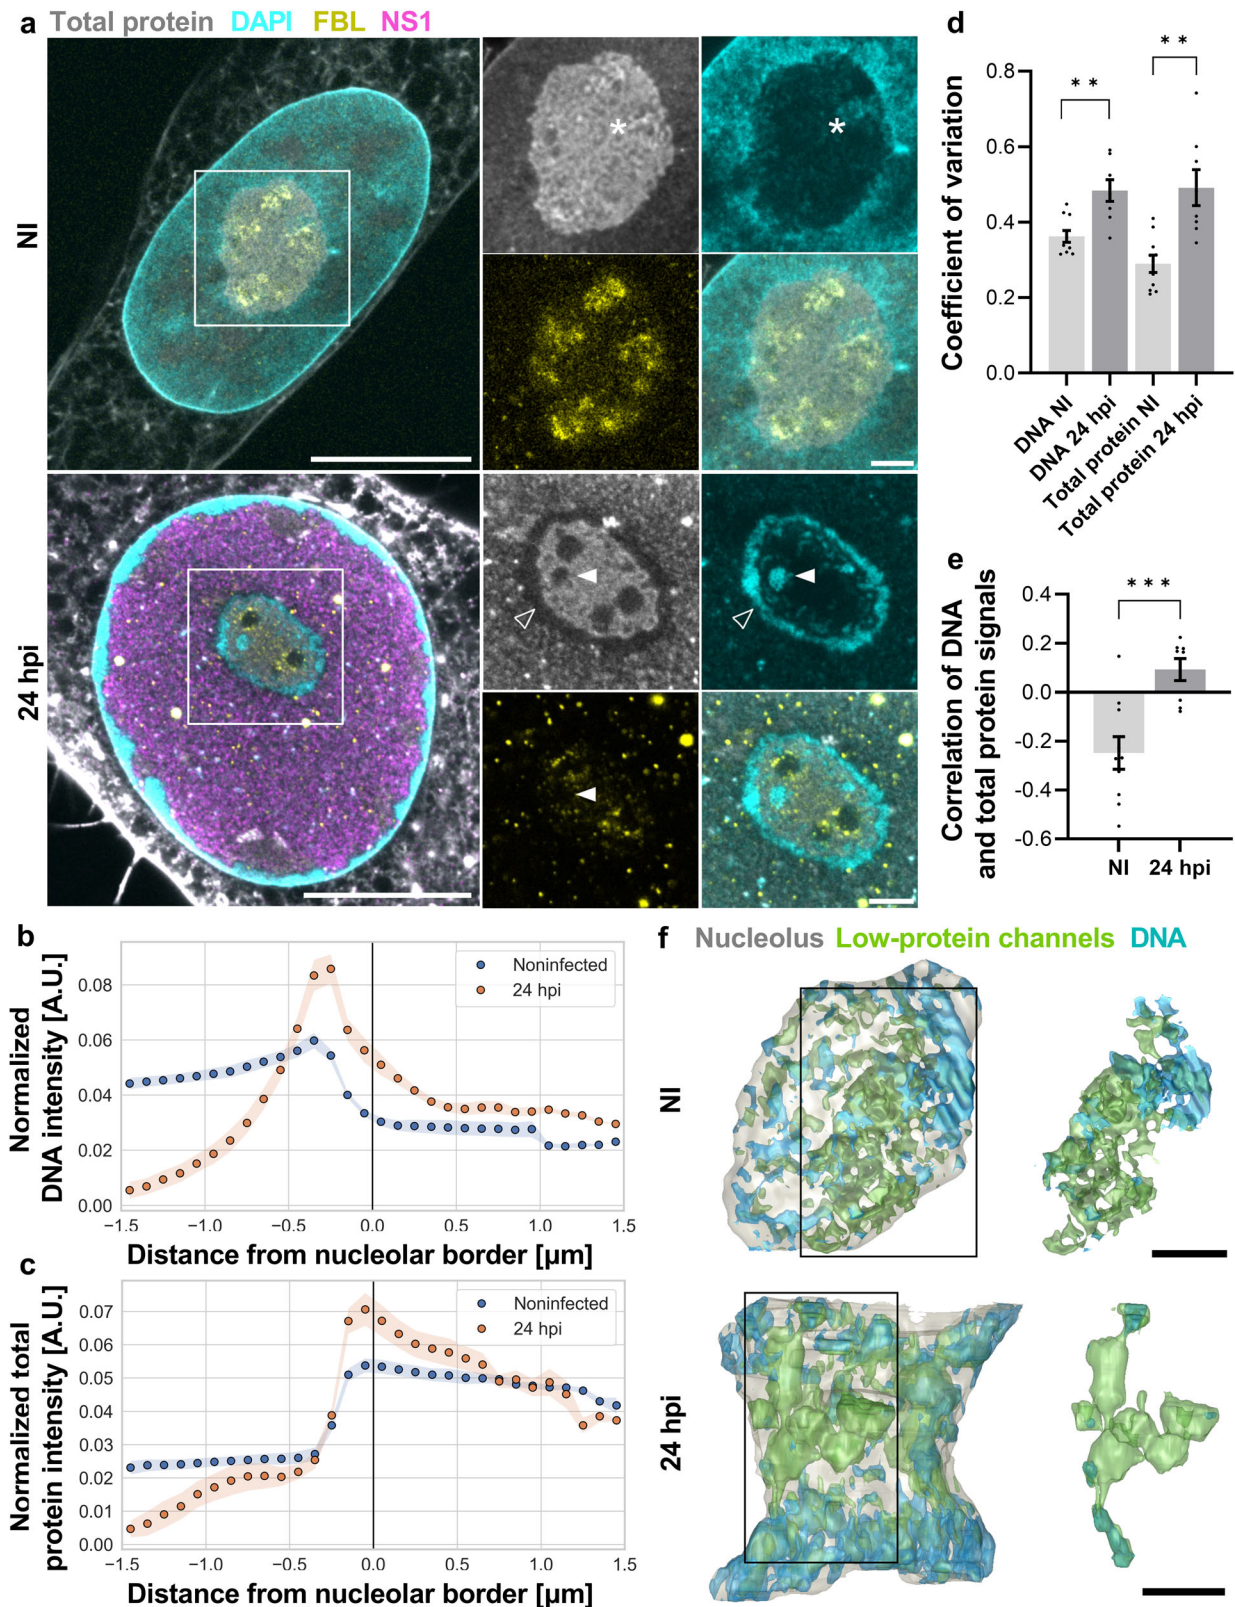 a Total protein DAPI FBL NS1
NI
*
*
24 hpi
d
Coefficient of variation
0.8
0.6
0.4
0.2
0.0
* *
* *
DNA NI
DNA 24 hpi
Total protein NI
Total protein 24 hpi
e
Correlation of DNA
and total protein signals
0.4
0.2
0.0
-0.2
-0.4
-0.6
* * *
NI 24 hpi
b
Normalized
DNA intensity [A.U.]
0.08
0.06
0.04
0.02
0.00
Noninfected
24 hpi
−1.5 −1.0 −0.5 0.0 0.5 1.0 1.5
Distance from nucleolar border [µm]
c
Normalized total
protein intensity [A.U.]
0.07
0.06
0.05
0.04
0.03
0.02
0.01
0.00
Noninfected
24 hpi
−1.5 −1.0 −0.5 0.0 0.5 1.0 1.5
Distance from nucleolar border [µm]
f Nucleolus Low-protein channels DNA
NI
24 hpi